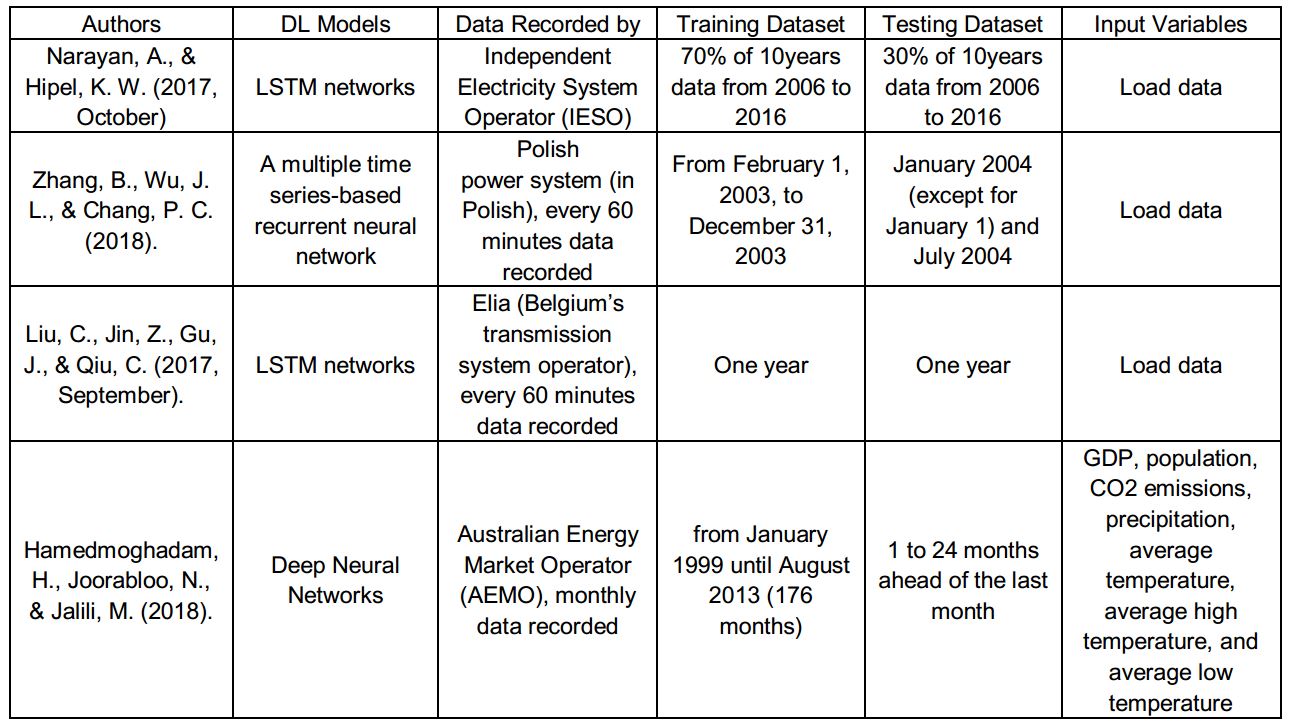 Authors
DL Models
Data Recorded by
Training Dataset
Testing Dataset
Input Variables
Narayan, A., &
Hipel, K. W. (2017,
October)
LSTM networks
Independent
Electricity System
Operator (IESO)
70% of 10years
data from 2006 to
2016
30% of 10years
data from 2006
to 2016
Load data
Zhang, B., Wu, J.
L., & Chang, P. C.
(2018).
A multiple time
series-based
recurrent neural
network
Polish
power system (in
Polish), every 60
minutes data
recorded
From February 1,
2003, to
December 31,
2003
January 2004
(except for
January 1) and
July 2004
Load data
Liu, C., Jin, Z., Gu,
J., & Qiu, C. (2017,
September).
LSTM networks
Elia (Belgium’s
transmission
system operator),
every 60 minutes
data recorded
One year
One year
Load data
Hamedmoghadam,
H., Joorabloo, N.,
& Jalili, M. (2018).
Deep Neural
Networks
Australian Energy
Market Operator
(AEMO), monthly
data recorded
from January
1999 until August
2013 (176
months)
1 to 24 months
ahead of the last
month
GDP, population,
CO2 emissions,
precipitation,
average
temperature,
average high
temperature, and
average low
temperature